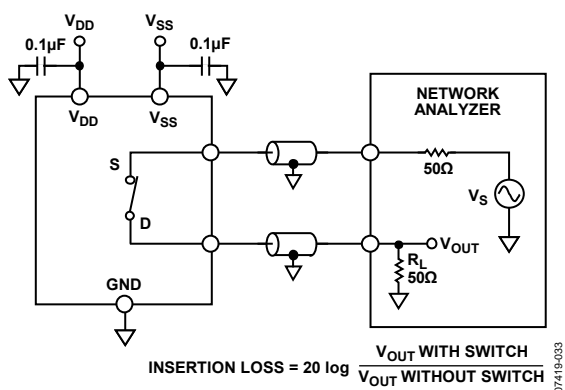 VDD
VSS
0.1µF
0.1µF
VDD
VSS
NETWORK
ANALYZER
S
D
50Ω
VS
VOUT
RL
50Ω
GND
INSERTION LOSS = 20 log VOUT WITH SWITCH
VOUT WITHOUT SWITCH
07419-033